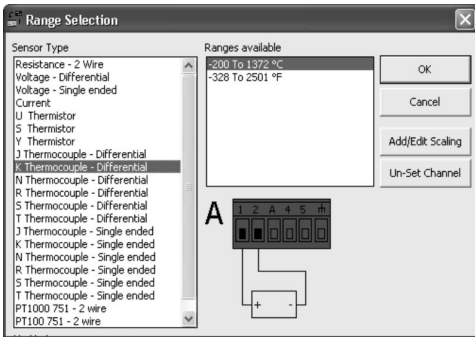 Range Selection
Sensor Type
Resistance - 2 Wire
Voltage - Differential
Voltage - Single ended
Current
U Thermistor
S Thermistor
Y Thermistor
J Thermocouple - Differential
K Thermocouple - Differential
N Thermocouple - Differential
R Thermocouple - Differential
S Thermocouple - Differential
T Thermocouple - Differential
J Thermocouple - Single ended
K Thermocouple - Single ended
N Thermocouple - Single ended
R Thermocouple - Single ended
S Thermocouple - Single ended
T Thermocouple - Single ended
PT1000 751 - 2 wire
PT100 751 - 2 wire
Ranges available
-200 To 1372 °C
-328 To 2501 °F
OK
Cancel
Add/Edit Scaling
Un-Set Channel
A
1 2 A 4 5
+ -